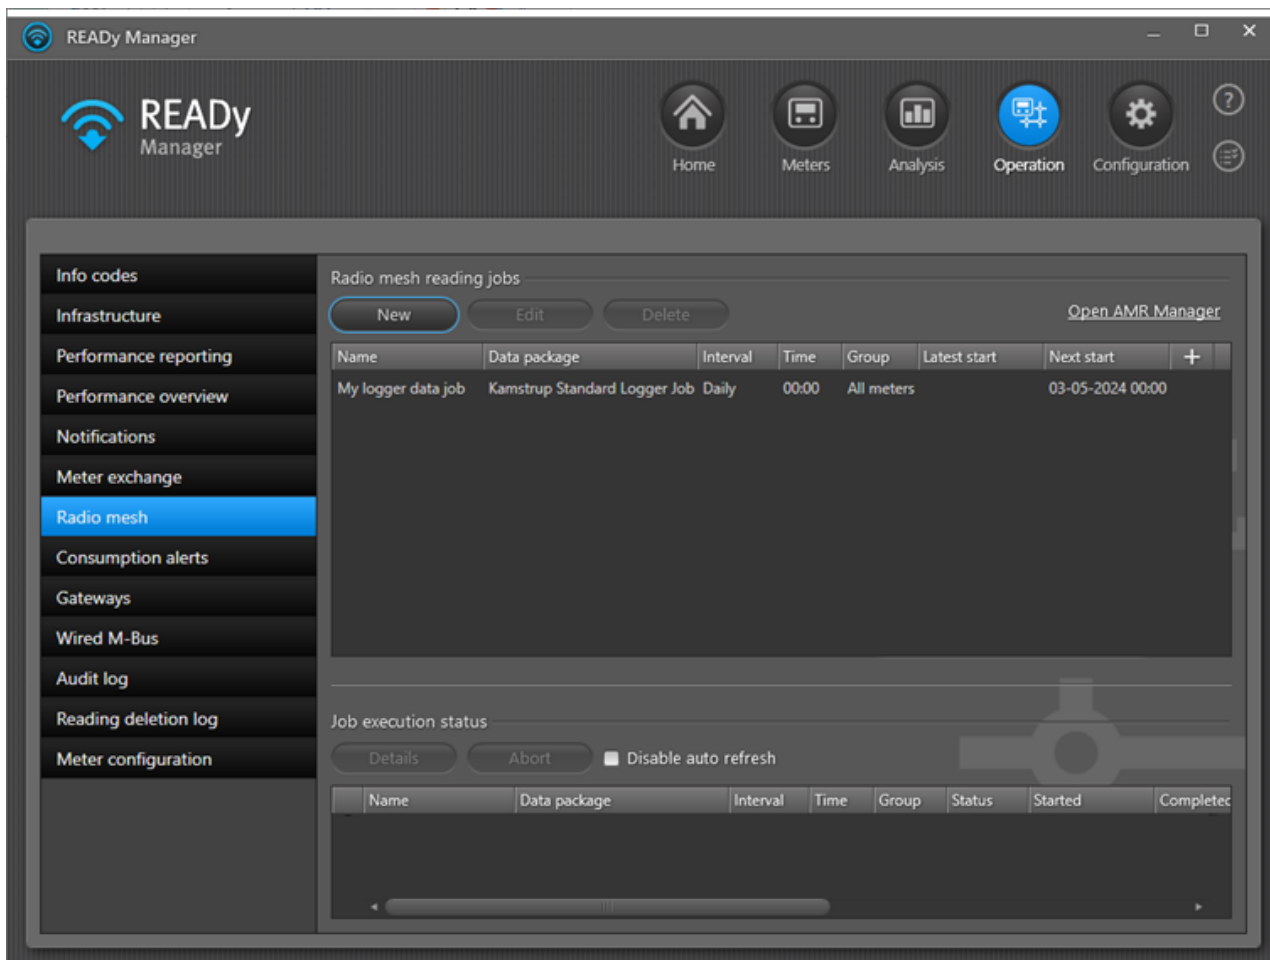 READy Manager
READy
Manager
Home Meters Analysis Operation Configuration
?
Info codes
Infrastructure
Performance reporting
Performance overview
Notifications
Meter exchange
Radio mesh
Consumption alerts
Gateways
Wired M-Bus
Audit log
Reading deletion log
Meter configuration
Radio mesh reading jobs
New Edit Delete Open AMR Manager
Name Data package Interval Time Group Latest start Next start +
My logger data job Kamstrup Standard Logger Job Daily 00:00 All meters 03-05-2024 00:00
Job execution status
Details Abort Disable auto refresh
Name Data package Interval Time Group Status Started Completed